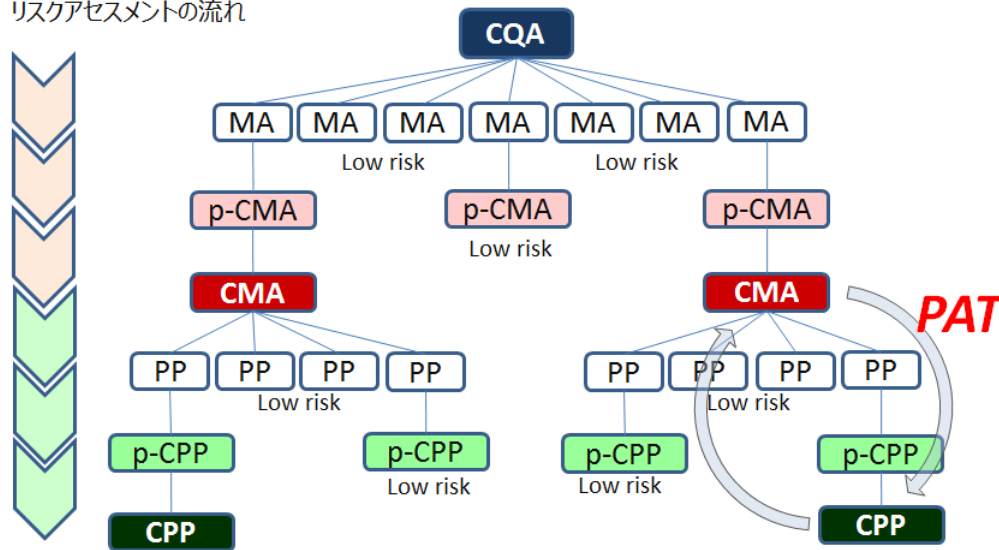 リスクアセスメントの流れ
CQA
MA MA MA MA MA MA MA
Low risk Low risk
p-CMA p-CMA p-CMA
Low risk
CMA CMA
PAT
PP PP PP PP PP PP PP PP
Low risk Low risk
p-CPP p-CPP p-CPP p-CPP
Low risk Low risk
CPP CPP